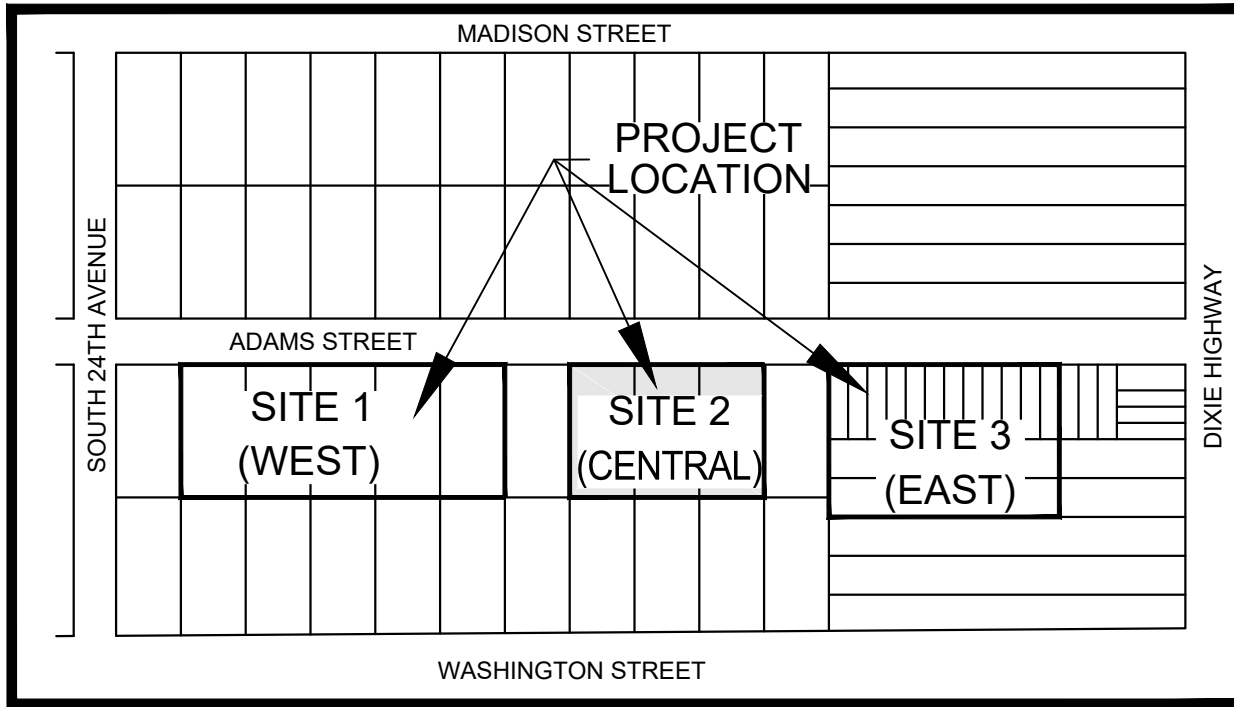 MADISON STREET
PROJECT
LOCATION
SOUTH 24TH AVENUE
DIXIE HIGHWAY
ADAMS STREET
SITE 1
(WEST)
SITE 2
(CENTRAL)
SITE 3
(EAST)
WASHINGTON STREET